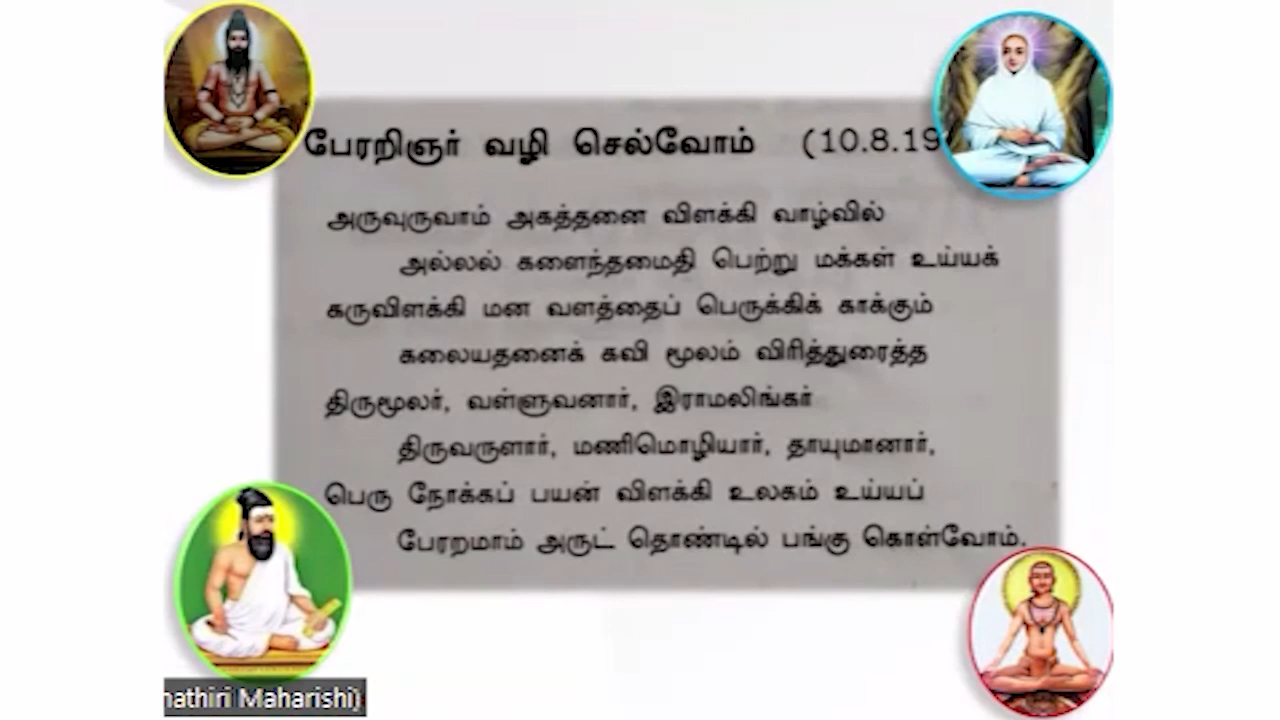 பேரறிஞர் வழி செல்வோம் (10.8.19
அருவுருவாம் அகத்தனை விளக்கி வாழ்வில்
அல்லல் களைந்தமைதி பெற்று மக்கள் உய்யக்
கருவிளக்கி மன வளத்தைப் பெருக்கிக் காக்கும்
கலையதனைக் கவி மூலம் விரித்துரைத்த
திருமூலர், வள்ளுவனார், இராமலிங்கர்
திருவருளார், மணிமொழியார், தாயுமானார்,
பெரு நோக்கப் பயன் விளக்கி உலகம் உய்யப்
பேரறமாம் அருட் தொண்டில் பங்கு கொள்வோம்.
nathiri Maharishi)